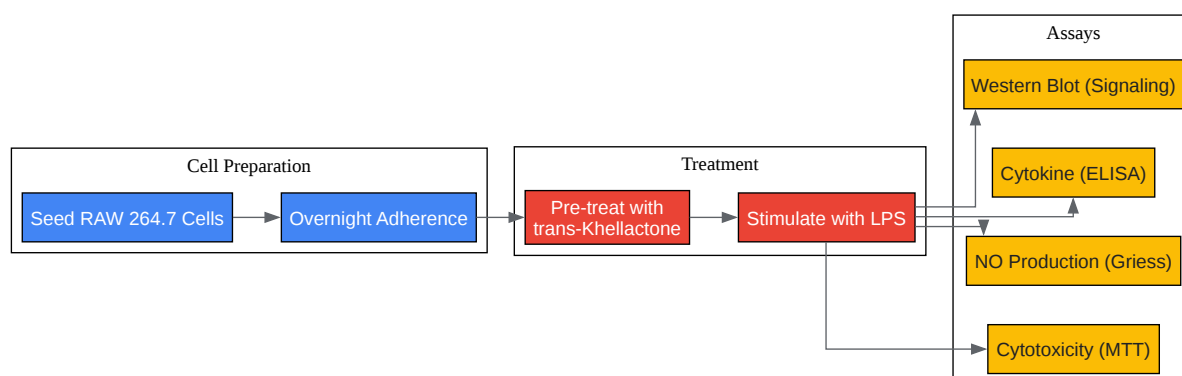 Cell Preparation
Seed RAW 264.7 Cells
Overnight Adherence
Treatment
Pre-treat with
trans-Khellactone
Stimulate with LPS
Assays
Western Blot (Signaling)
Cytokine (ELISA)
NO Production (Griess)
Cytotoxicity (MTT)